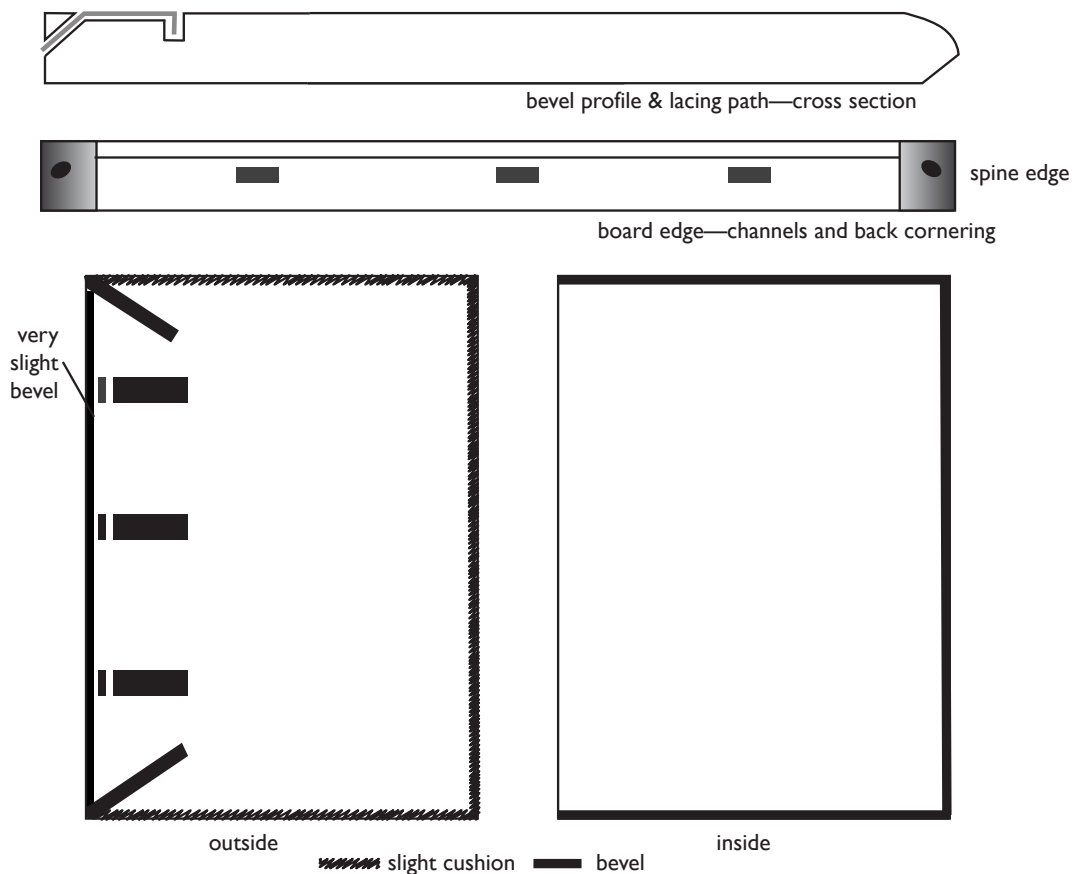 bevel profile & lacing path—cross section
spine edge
board edge—channels and back cornering
very
slight
bevel
outside
inside
slight cushion
bevel